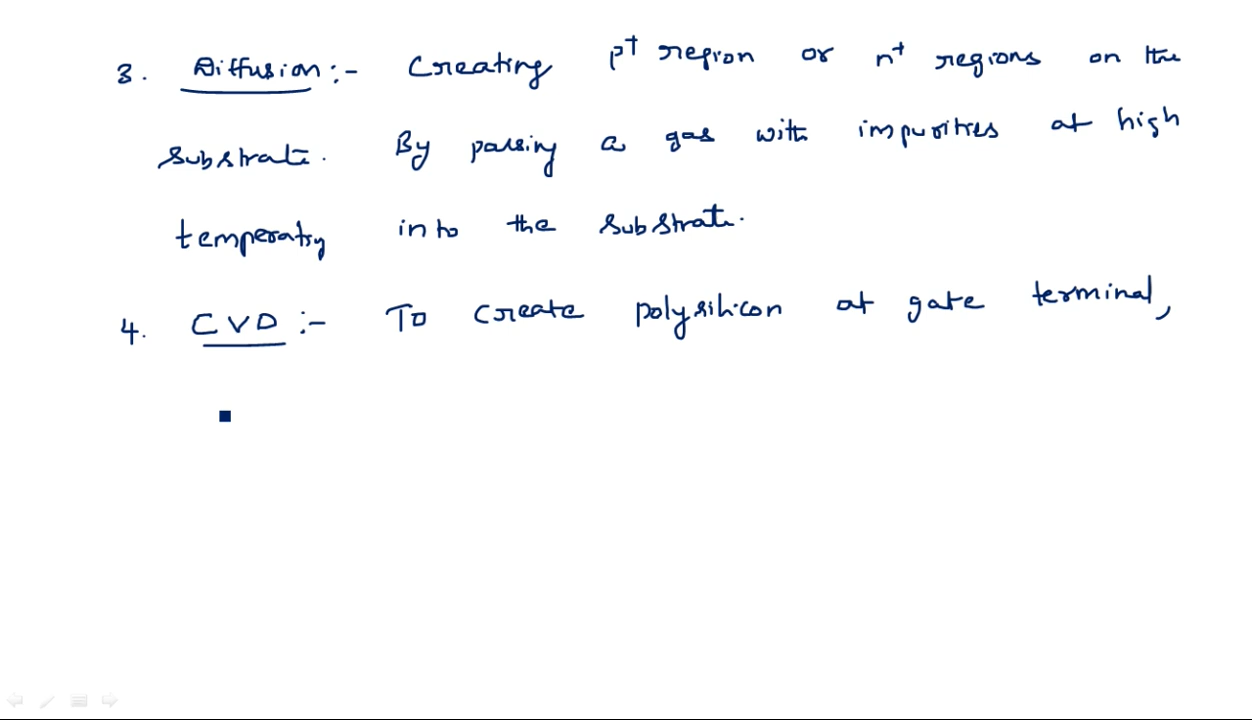 3. Diffusion :- Creating p+ region or n+ regions on the
substrate. By passing a gas with impurities at high
temperatry into the substrate.
4. CVD :- To create polysilicon at gate terminal,